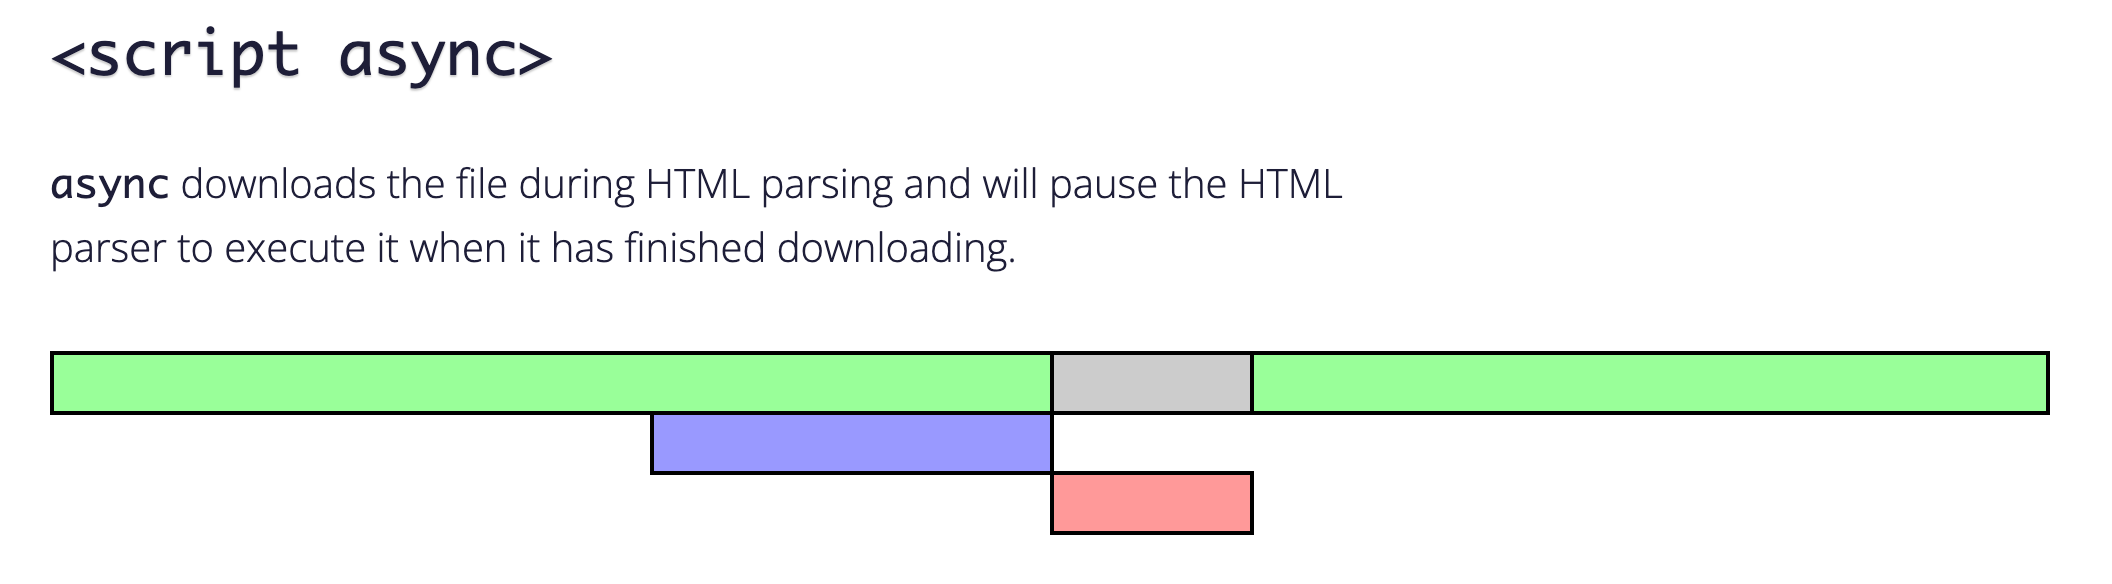 <script async>
async downloads the file during HTML parsing and will pause the HTML
parser to execute it when it has finished downloading.